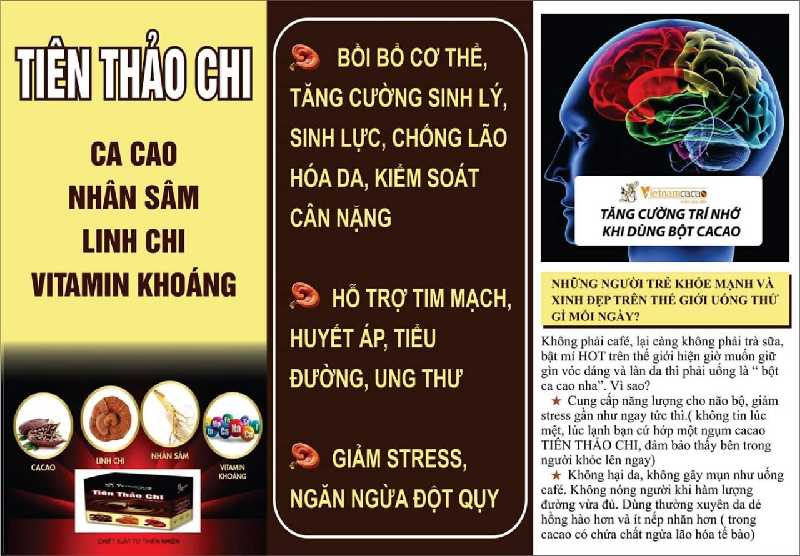 TIÊN THẢO CHI
CA CAO
NHÂN SÂM
LINH CHI
VITAMIN KHOÁNG
CACAO
LINH CHI
NHÂN SÂM
VITAMIN
KHOÁNG
Tiên Thảo Chi
CHIẾT XUẤT TỪ THIÊN NHIÊN
BỒI BỔ CƠ THỂ,
TĂNG CƯỜNG SINH LÝ,
SINH LỰC, CHỐNG LÃO
HÓA DA, KIỂM SOÁT
CÂN NẶNG
HỖ TRỢ TIM MẠCH,
HUYẾT ÁP, TIỂU
ĐƯỜNG, UNG THƯ
GIẢM STRESS,
NGĂN NGỪA ĐỘT QUỴ
Vietnamcacao
TĂNG CƯỜNG TRÍ NHỚ
KHI DÙNG BỘT CACAO
NHỮNG NGƯỜI TRẺ KHỎE MẠNH VÀ
XINH ĐẸP TRÊN THẾ GIỚI UỐNG THỨ
GÌ MỖI NGÀY?
Không phải café, lại càng không phải trà sữa,
bật mí HOT trên thế giới hiện giờ muốn giữ
gìn vóc dáng và làn da thì phải uống là “ bột
ca cao nha”. Vì sao?
★ Cung cấp năng lượng cho não bộ, giảm
stress gần như ngay tức thì.( không tin lúc
mệt, lúc lạnh bạn cứ hớp một ngụm cacao
TIÊN THẢO CHI, đảm bảo thấy bên trong
người khỏe lên ngay)
★ Không hại da, không gây mụn như uống
café. Không nóng người khi hàm lượng
đường vừa đủ. Dùng thường xuyên da dẻ
hồng hào hơn và ít nếp nhăn hơn ( trong
cacao có chứa chất ngừa lão hóa tế bào)